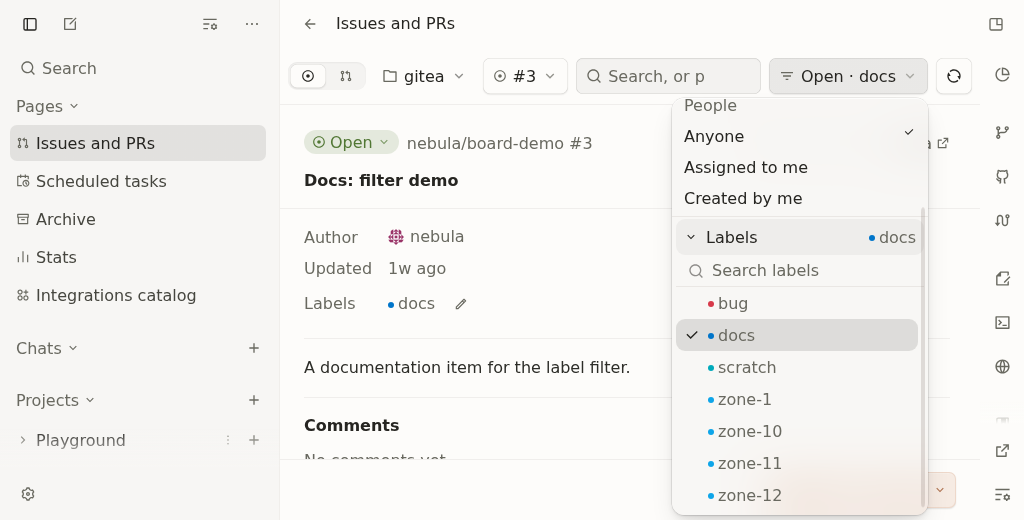 Issues and PRs
Search
gitea
#3
Search, or p
Open · docs
Pages
Issues and PRs
Scheduled tasks
Archive
Stats
Integrations catalog
Chats
Projects
Playground
Open
nebula/board-demo #3
Docs: filter demo
Author
nebula
Updated
1w ago
Labels
docs
A documentation item for the label filter.
Comments
No comments yet
People
Anyone
Assigned to me
Created by me
Labels
docs
Search labels
bug
docs
scratch
zone-1
zone-10
zone-11
zone-12